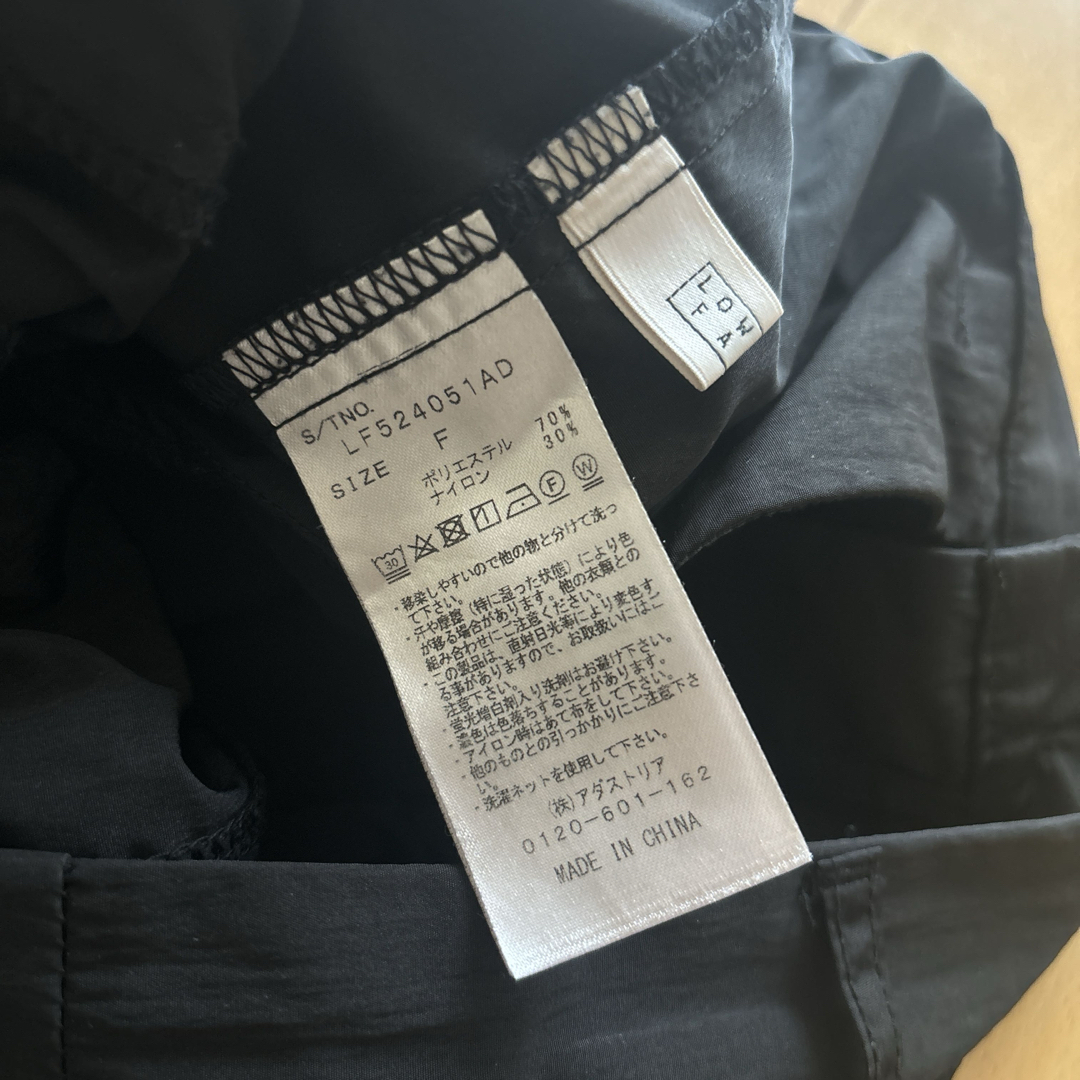 S/TNO.
LF524051AD
SIZE F
ポリエステル 70%
ナイロン 30%
30 F W
・移染しやすいので他の物と分けて洗っ
て下さい。
・汗や摩擦(特に湿った状態)により色
が移る場合があります。他の衣類との
組み合わせにご注意ください。
・この製品は、直射日光等により変色す
る事がありますので、お取扱いにはご
注意下さい。
・蛍光増白剤入り洗剤はお避け下さい。
・濃色は色落ちすることがあります。
・アイロン時はあて布をして下さい。
・他のものとの引っかかりにご注意下さ
い。
・洗濯ネットを使用して下さい。
(株)アダストリア
0120-601-162
MADE IN CHINA
LOW
F A